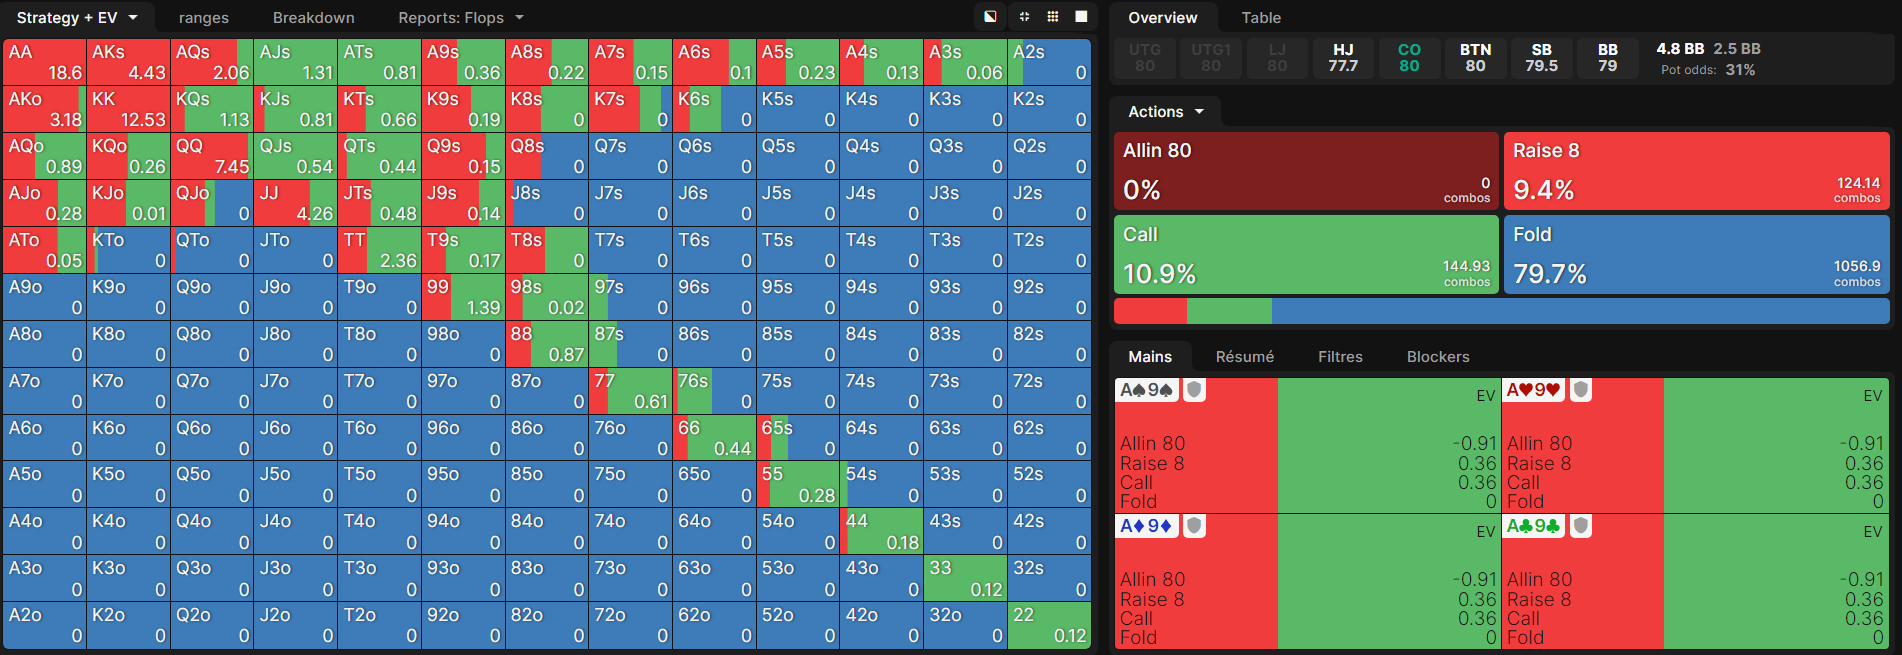 Strategy + EV ranges Breakdown Reports: Flops
AA AKs AQs AJs ATs A9s A8s A7s A6s A5s A4s A3s A2s
18.6 4.43 2.06 1.31 0.81 0.36 0.22 0.15 0.1 0.23 0.13 0.06 0
AKo KK KQs KJs KTs K9s K8s K7s K6s K5s K4s K3s K2s
3.18 12.53 1.13 0.81 0.66 0.19 0 0 0 0 0 0 0
AQo KQo QQ QJs QTs Q9s Q8s Q7s Q6s Q5s Q4s Q3s Q2s
0.89 0.26 7.45 0.54 0.44 0.15 0 0 0 0 0 0 0
AJo KJo QJo JJ JTs J9s J8s J7s J6s J5s J4s J3s J2s
0.28 0.01 0 4.26 0.48 0.14 0 0 0 0 0 0 0
ATo KTo QTo JTo TT T9s T8s T7s T6s T5s T4s T3s T2s
0.05 0 0 0 2.36 0.17 0 0 0 0 0 0 0
A9o K9o Q9o J9o T9o 99 98s 97s 96s 95s 94s 93s 92s
0 0 0 0 0 1.39 0.02 0 0 0 0 0 0
A8o K8o Q8o J8o T8o 98o 88 87s 86s 85s 84s 83s 82s
0 0 0 0 0 0 0.87 0 0 0 0 0 0
A7o K7o Q7o J7o T7o 97o 87o 77 76s 75s 74s 73s 72s
0 0 0 0 0 0 0 0.61 0 0 0 0 0
A6o K6o Q6o J6o T6o 96o 86o 76o 66 65s 64s 63s 62s
0 0 0 0 0 0 0 0 0.44 0 0 0 0
A5o K5o Q5o J5o T5o 95o 85o 75o 65o 55 54s 53s 52s
0 0 0 0 0 0 0 0 0 0.28 0 0 0
A4o K4o Q4o J4o T4o 94o 84o 74o 64o 54o 44 43s 42s
0 0 0 0 0 0 0 0 0 0 0.18 0 0
A3o K3o Q3o J3o T3o 93o 83o 73o 63o 53o 43o 33 32s
0 0 0 0 0 0 0 0 0 0 0 0.12 0
A2o K2o Q2o J2o T2o 92o 82o 72o 62o 52o 42o 32o 22
0 0 0 0 0 0 0 0 0 0 0 0 0.12
Overview Table
UTG UTG1 LJ HJ CO BTN SB BB
80 80 80 77.7 80 80 79.5 79
4.8 BB 2.5 BB
Pot odds: 31%
Actions
Allin 80
0% 0 combos
Raise 8
9.4% 124.14 combos
Call
10.9% 144.93 combos
Fold
79.7% 1056.9 combos
Mains Résumé Filtres Blockers
A♠9♠ EV
Allin 80 -0.91
Raise 8 0.36
Call 0.36
Fold 0
A♥9♥ EV
Allin 80 -0.91
Raise 8 0.36
Call 0.36
Fold 0
A♦9♦ EV
Allin 80 -0.91
Raise 8 0.36
Call 0.36
Fold 0
A♣9♣ EV
Allin 80 -0.91
Raise 8 0.36
Call 0.36
Fold 0